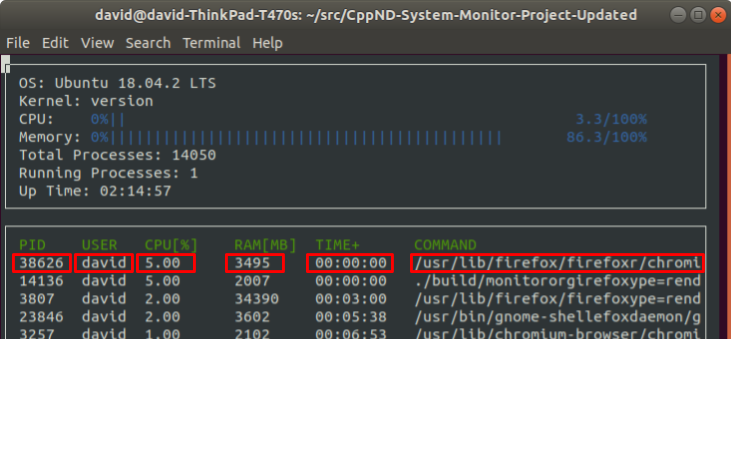 david@david-ThinkPad-T470s: ~/src/CppND-System-Monitor-Project-Updated
File Edit View Search Terminal Help
OS: Ubuntu 18.04.2 LTS
Kernel: version
CPU: 0%|| 3.3/100%
Memory: 0%|||||||||||||||||||||||||||||||||||||||||||| 86.3/100%
Total Processes: 14050
Running Processes: 1
Up Time: 02:14:57
PID USER CPU[%] RAM[MB] TIME+ COMMAND
38626 david 5.00 3495 00:00:00 /usr/lib/firefox/firefoxr/chromi
14136 david 5.00 2007 00:00:00 ./build/monitororgirefoxype=rend
3807 david 2.00 34390 00:03:00 /usr/lib/firefox/firefoxype=rend
23846 david 2.00 3602 00:05:38 /usr/bin/gnome-shellefoxdaemon/g
3257 david 1.00 2102 00:06:53 /usr/lib/chromium-browser/chromi